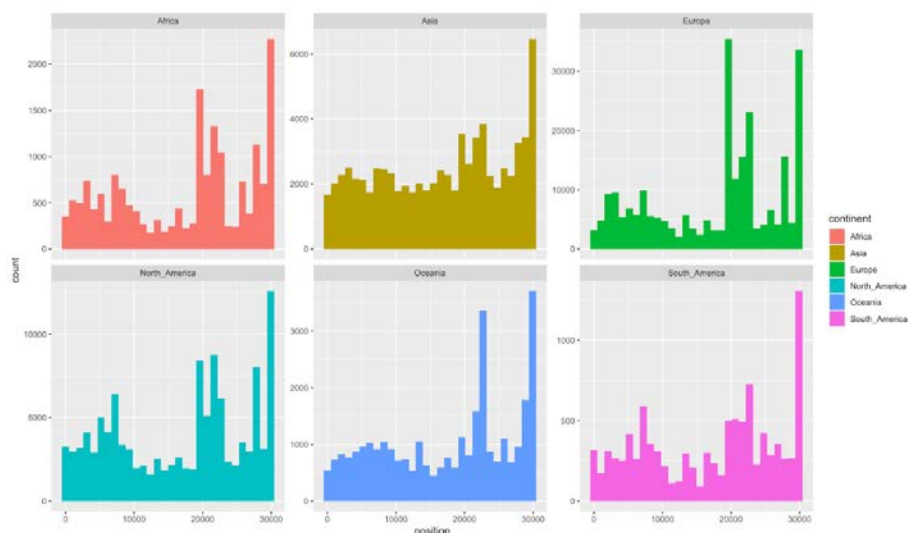 Africa
Asia
Europe
2000
1500
1000
500
0
6000
4000
2000
0
30000
20000
10000
0
North_America
Oceania
South_America
10000
5000
0
3000
2000
1000
0
1000
500
0
0 10000 20000 30000
0 10000 20000 30000
0 10000 20000 30000
count
position
continent
Africa
Asia
Europe
North_America
Oceania
South_America